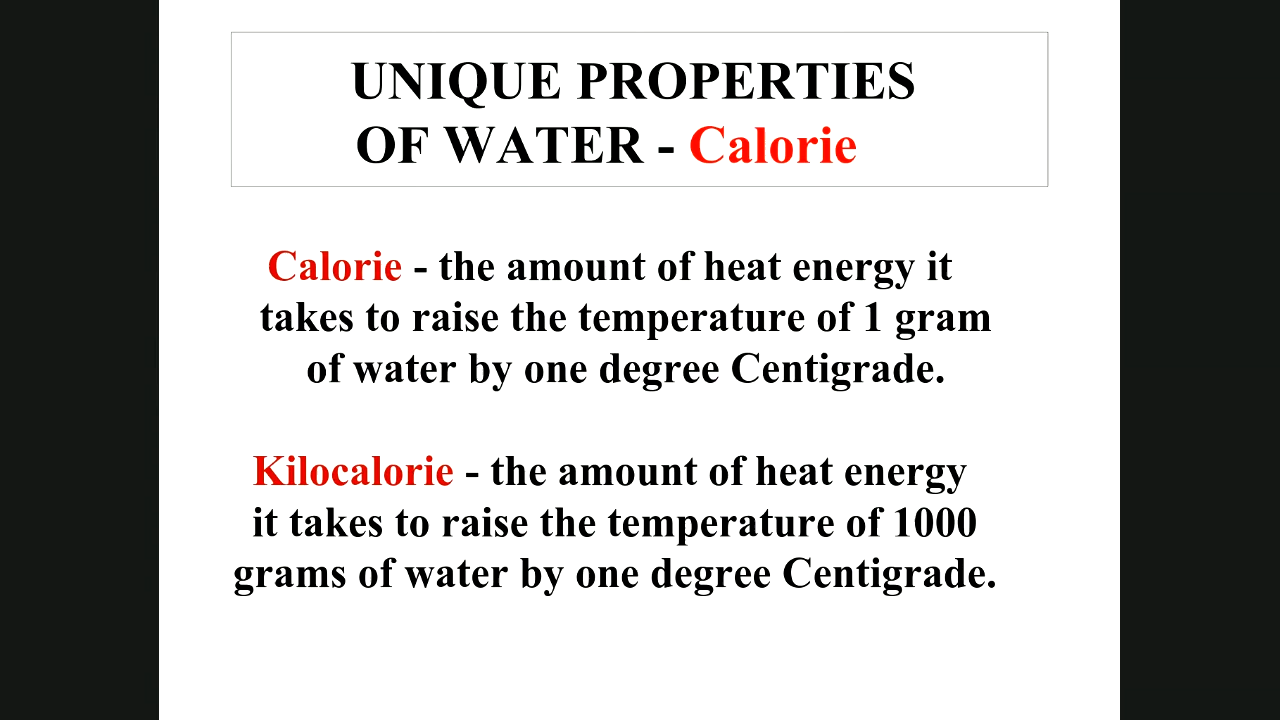 UNIQUE PROPERTIES
OF WATER - Calorie
Calorie - the amount of heat energy it
takes to raise the temperature of 1 gram
of water by one degree Centigrade.
Kilocalorie - the amount of heat energy
it takes to raise the temperature of 1000
grams of water by one degree Centigrade.